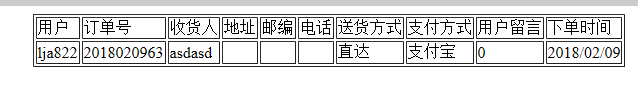 用户 订单号 收货人 地址 邮编 电话 送货方式 支付方式 用户留言 下单时间
lja822 2018020963 asdasd 直达 支付宝 0 2018/02/09